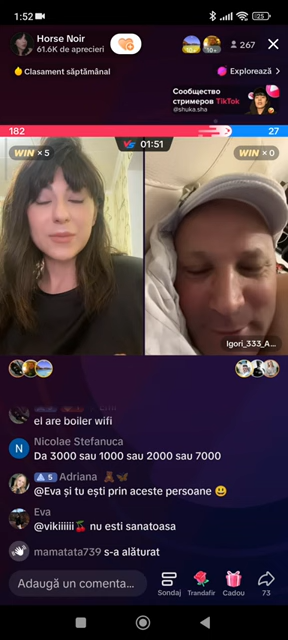 1:52
25
Horse Noir
61.6K de aprecieri
267
Clasament săptămânal
Explorează >
Сообщество
стримеров TikTok
@shuka.sha
182
27
WIN × 5
VS 01:51
WIN × 0
Igori_333_A...
el are boiler wifi
N
Nicolae Stefanuca
Da 3000 sau 1000 sau 2000 sau 7000
5 Adriana
@Eva și tu ești prin aceste persoane 😃
Eva
@vikiiiiii🍒 nu esti sanatoasa
mamatata739 s-a alăturat
Adaugă un comenta...
Sondaj
Trandafir
Cadou
73